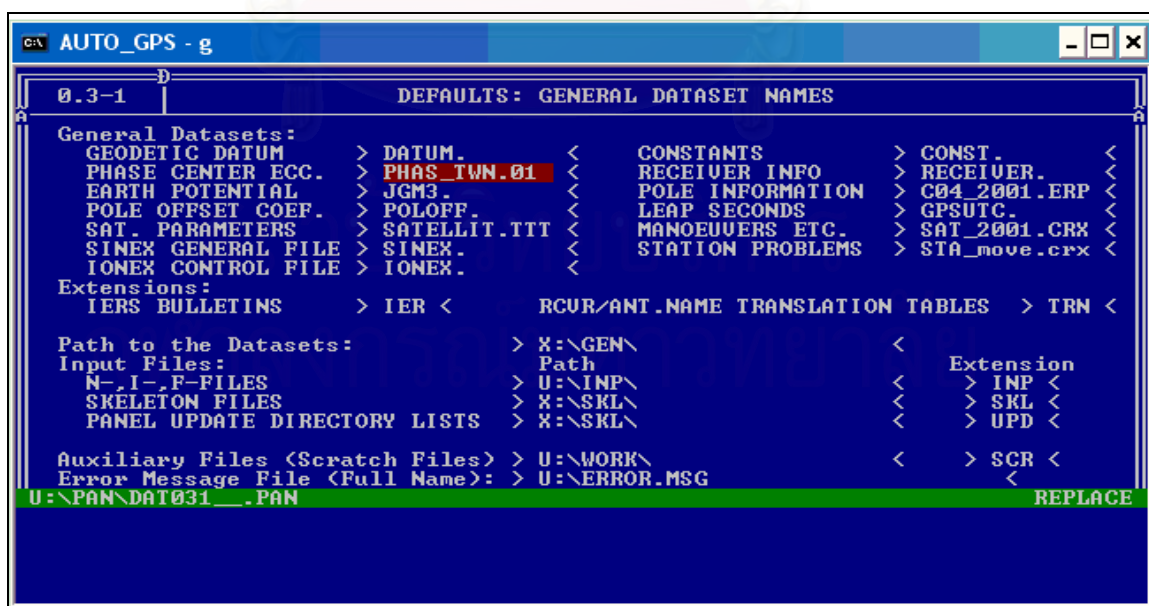 AUTO_GPS - g
0.3-1 DEFAULTS: GENERAL DATASET NAMES
General Datasets:
GEODETIC DATUM > DATUM. < CONSTANTS > CONST. <
PHASE CENTER ECC. > PHAS_TWN.01 < RECEIVER INFO > RECEIVER. <
EARTH POTENTIAL > JGM3. < POLE INFORMATION > C04_2001.ERP <
POLE OFFSET COEF. > POLOFF. < LEAP SECONDS > GPSUTC. <
SAT. PARAMETERS > SATELLIT.TTT < MANOEUVERS ETC. > SAT_2001.CRX <
SINEX GENERAL FILE > SINEX. < STATION PROBLEMS > STA_move.crx <
IONEX CONTROL FILE > IONEX. <
Extensions:
IERS BULLETINS > IER < RCVR/ANT.NAME TRANSLATION TABLES > TRN <
Path to the Datasets: > X:\GEN\ <
Input Files: Path Extension
N-,I-,F-FILES > U:\INP\ < > INP <
SKELETON FILES > X:\SKL\ < > SKL <
PANEL UPDATE DIRECTORY LISTS > X:\SKL\ < > UPD <
Auxiliary Files (Scratch Files) > U:\WORK\ < > SCR <
Error Message File (Full Name): > U:\ERROR.MSG <
U:\PAN\DAT031__.PAN REPLACE